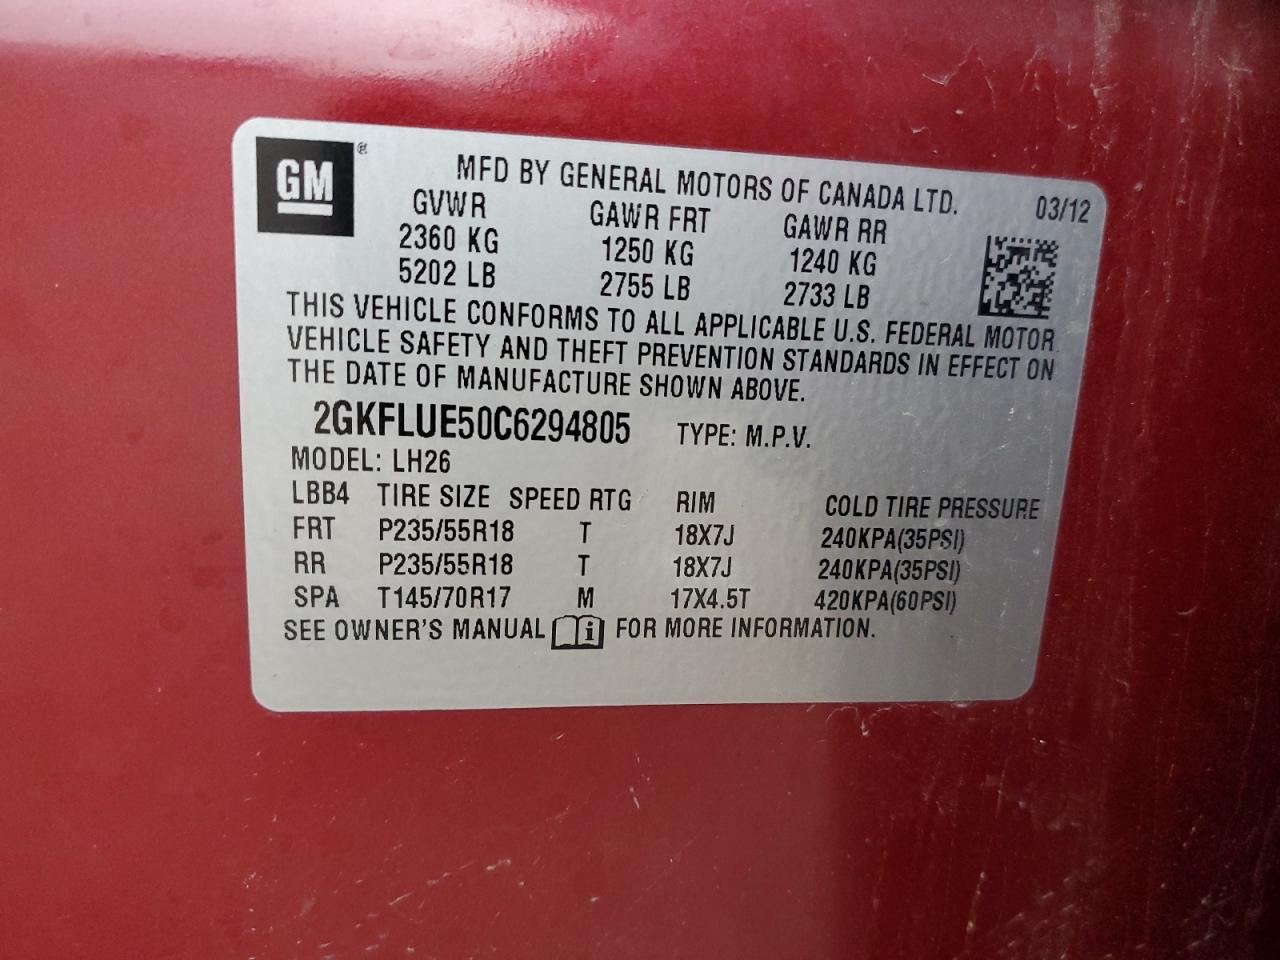 GM ®
MFD BY GENERAL MOTORS OF CANADA LTD. 03/12
GVWR GAWR FRT GAWR RR
2360 KG 1250 KG 1240 KG
5202 LB 2755 LB 2733 LB
THIS VEHICLE CONFORMS TO ALL APPLICABLE U.S. FEDERAL MOTOR
VEHICLE SAFETY AND THEFT PREVENTION STANDARDS IN EFFECT ON
THE DATE OF MANUFACTURE SHOWN ABOVE.
2GKFLUE50C6294805 TYPE: M.P.V.
MODEL: LH26
LBB4 TIRE SIZE SPEED RTG RIM COLD TIRE PRESSURE
FRT P235/55R18 T 18X7J 240KPA(35PSI)
RR P235/55R18 T 18X7J 240KPA(35PSI)
SPA T145/70R17 M 17X4.5T 420KPA(60PSI)
SEE OWNER'S MANUAL i FOR MORE INFORMATION.